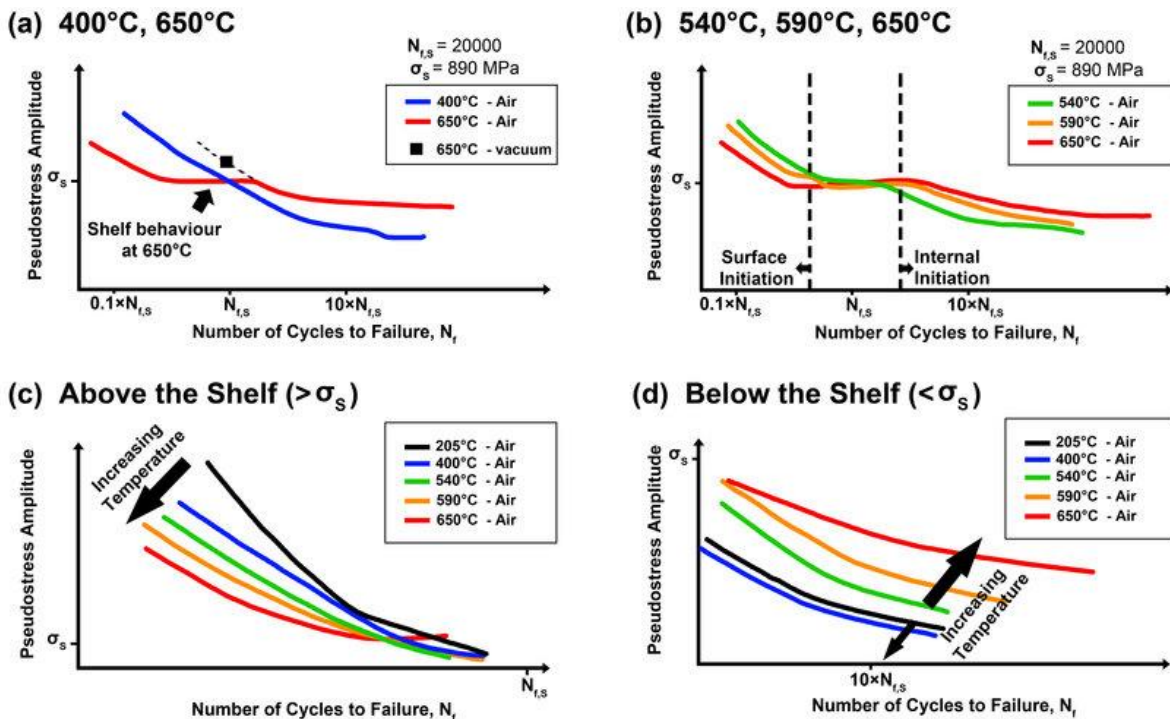 (a) 400°C, 650°C
N_f,S = 20000
σ_S = 890 MPa
400°C - Air
650°C - Air
650°C - vacuum
Pseudostress Amplitude
σ_S
Shelf behaviour
at 650°C
0.1×N_f,S
N_f,S
10×N_f,S
Number of Cycles to Failure, N_f
(b) 540°C, 590°C, 650°C
N_f,S = 20000
σ_S = 890 MPa
540°C - Air
590°C - Air
650°C - Air
Pseudostress Amplitude
σ_S
Surface
Initiation
Internal
Initiation
0.1×N_f,S
N_f,S
10×N_f,S
Number of Cycles to Failure, N_f
(c) Above the Shelf (>σ_S)
Increasing
Temperature
205°C - Air
400°C - Air
540°C - Air
590°C - Air
650°C - Air
Pseudostress Amplitude
σ_S
N_f,S
Number of Cycles to Failure, N_f
(d) Below the Shelf (<σ_S)
σ_S
205°C - Air
400°C - Air
540°C - Air
590°C - Air
650°C - Air
Pseudostress Amplitude
Increasing
Temperature
10×N_f,S
Number of Cycles to Failure, N_f